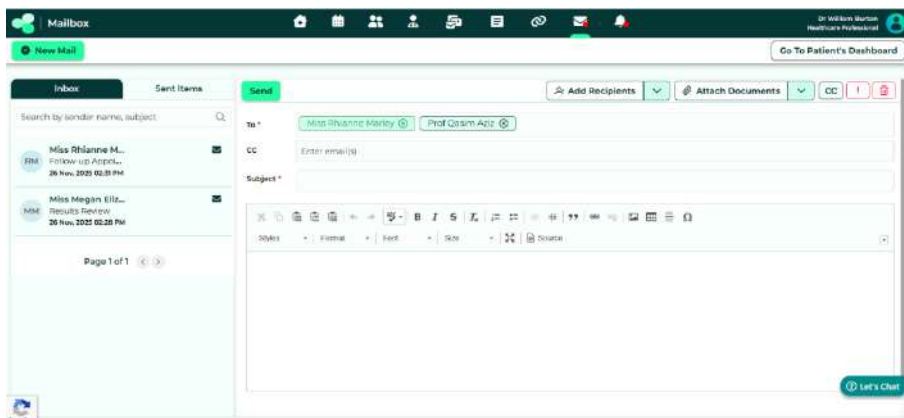 Mailbox
Dr William Burton
Healthcare Professional
New Mail
Go To Patient's Dashboard
Inbox
Sent Items
Send
Add Recipients
Attach Documents
CC
!
Search by sender name, subject
To *
Miss Rhianne Marley
Prof Qasim Aziz
RM
Miss Rhianne M...
Follow-up Appoi...
26 Nov, 2025 02:31 PM
CC
Enter email(s)
Subject *
MM
Miss Megan Eliz...
Results Review
26 Nov, 2025 02:28 PM
B I S
Styles
Format
Font
Size
Source
Page 1 of 1
Let's Chat